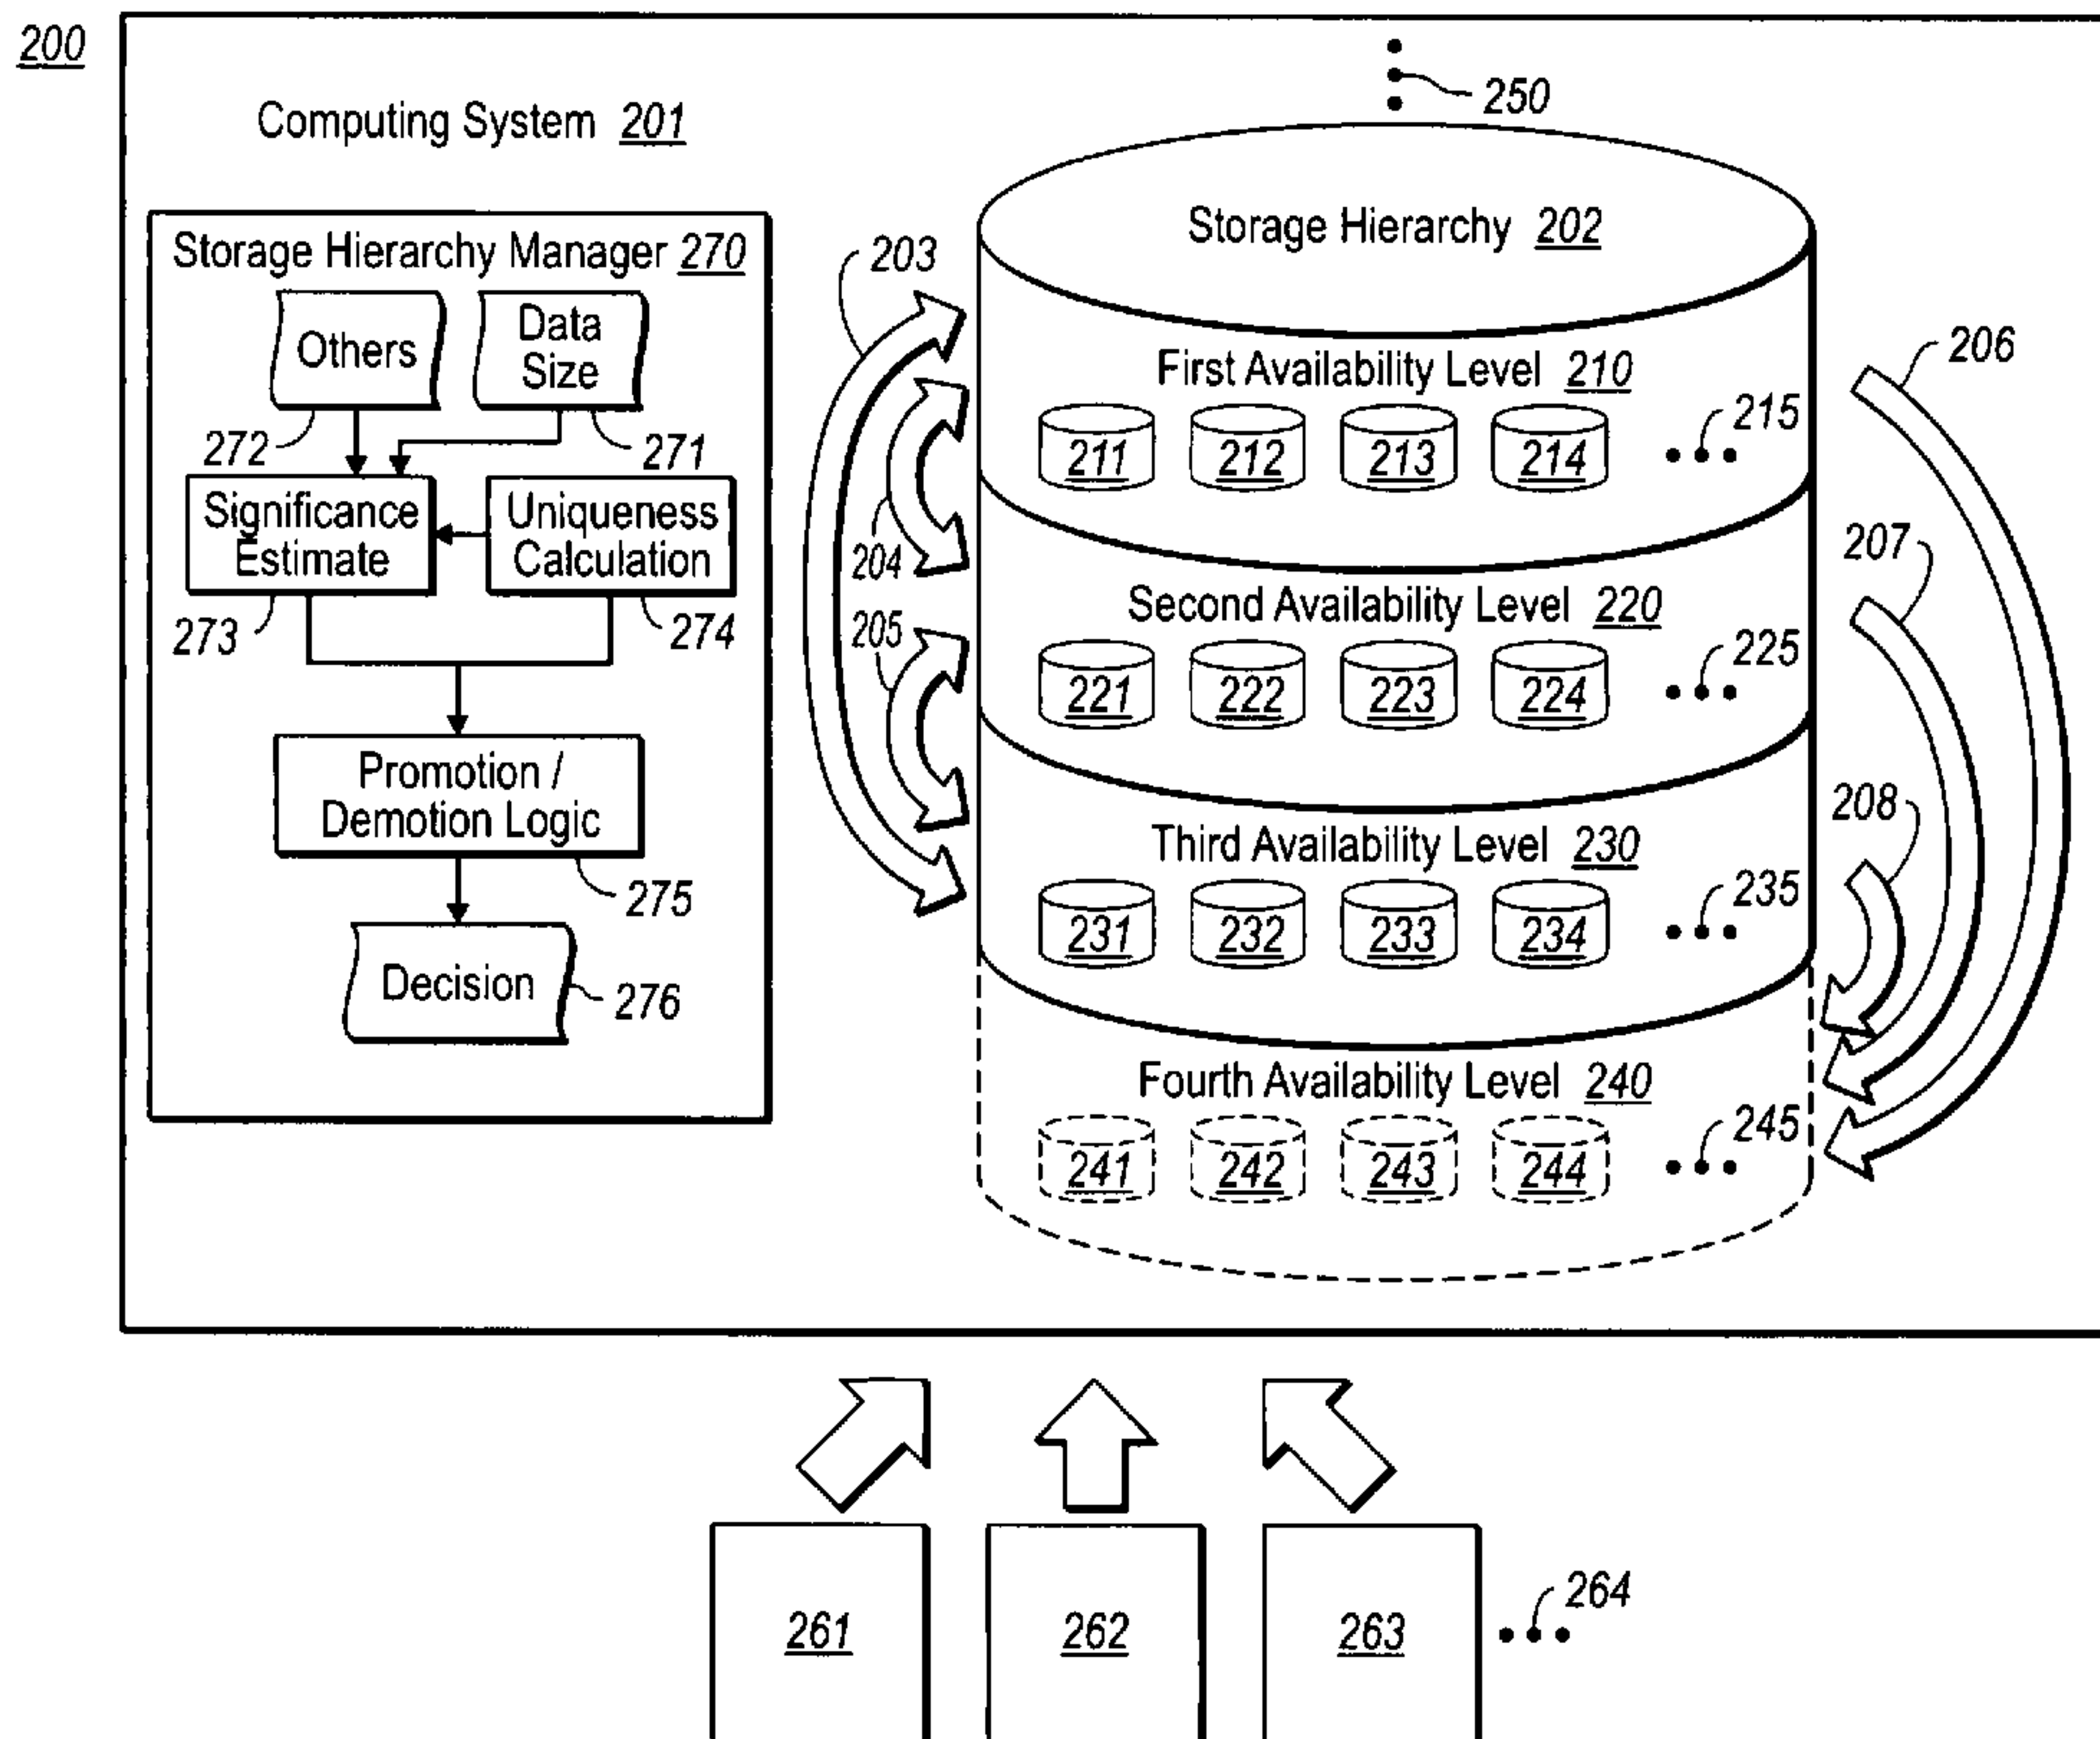 200
Computing System 201
250
Storage Hierarchy 202
Storage Hierarchy Manager 270
Others
Data
Size
272
271
Significance
Estimate
Uniqueness
Calculation
273
274
Promotion /
Demotion Logic
275
Decision
276
203
204
205
206
207
208
First Availability Level 210
211 212 213 214 215
Second Availability Level 220
221 222 223 224 225
Third Availability Level 230
231 232 233 234 235
Fourth Availability Level 240
241 242 243 244 245
261 262 263 264